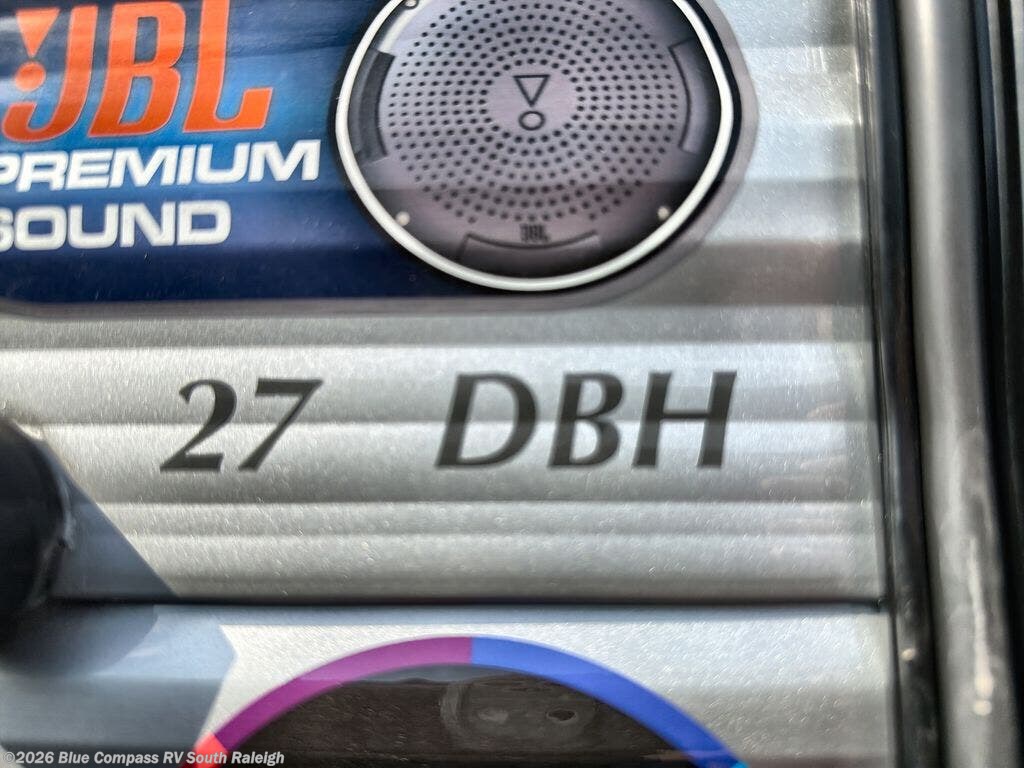 JBL
PREMIUM
SOUND
JBL
27 DBH
©2026 Blue Compass RV South Raleigh